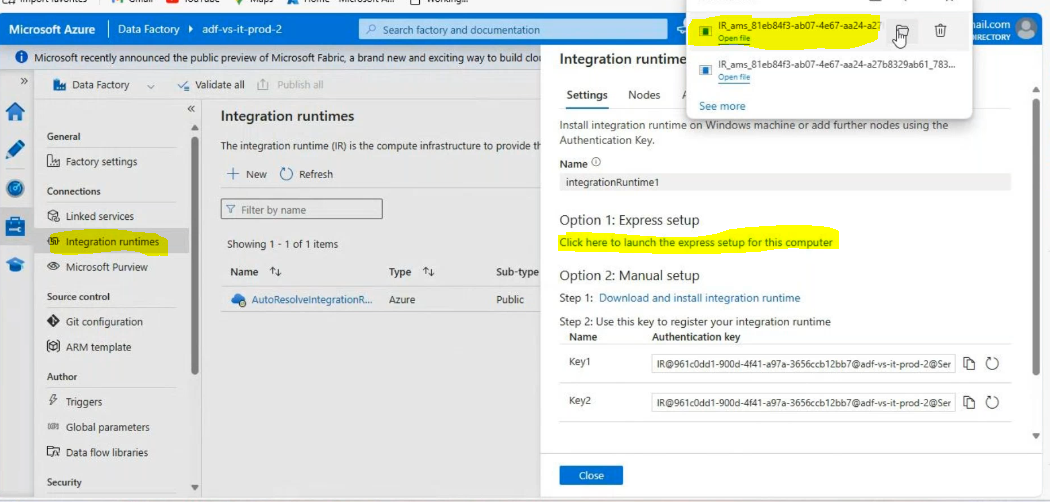 Import favorites
Gmail
YouTube
Maps
Home
Microsoft A...
Working...
Microsoft Azure
Data Factory
adf-vs-it-prod-2
Search factory and documentation
mail.com
DIRECTORY
IR_ams_81eb84f3-ab07-4e67-aa24-a27
Open file
IR_ams_81eb84f3-ab07-4e67-aa24-a27b8329ab61_783...
Open file
See more
Microsoft recently announced the public preview of Microsoft Fabric, a brand new and exciting way to build clou
Data Factory
Validate all
Publish all
General
Factory settings
Connections
Linked services
Integration runtimes
Microsoft Purview
Source control
Git configuration
ARM template
Author
Triggers
Global parameters
Data flow libraries
Security
Integration runtimes
The integration runtime (IR) is the compute infrastructure to provide th
New
Refresh
Filter by name
Showing 1 - 1 of 1 items
Name
Type
Sub-type
AutoResolveIntegrationR...
Azure
Public
Integration runtime
Settings
Nodes
Install integration runtime on Windows machine or add further nodes using the
Authentication Key.
Name
integrationRuntime1
Option 1: Express setup
Click here to launch the express setup for this computer
Option 2: Manual setup
Step 1: Download and install integration runtime
Step 2: Use this key to register your integration runtime
Name
Authentication key
Key1
IR@961c0dd1-900d-4f41-a97a-3656ccb12bb7@adf-vs-it-prod-2@Ser
Key2
IR@961c0dd1-900d-4f41-a97a-3656ccb12bb7@adf-vs-it-prod-2@Ser
Close